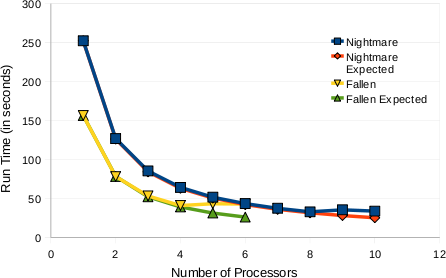 300
250
200
150
100
50
0
Run Time (in seconds)
Nightmare
Nightmare
Expected
Fallen
Fallen Expected
0 2 4 6 8 10 12
Number of Processors